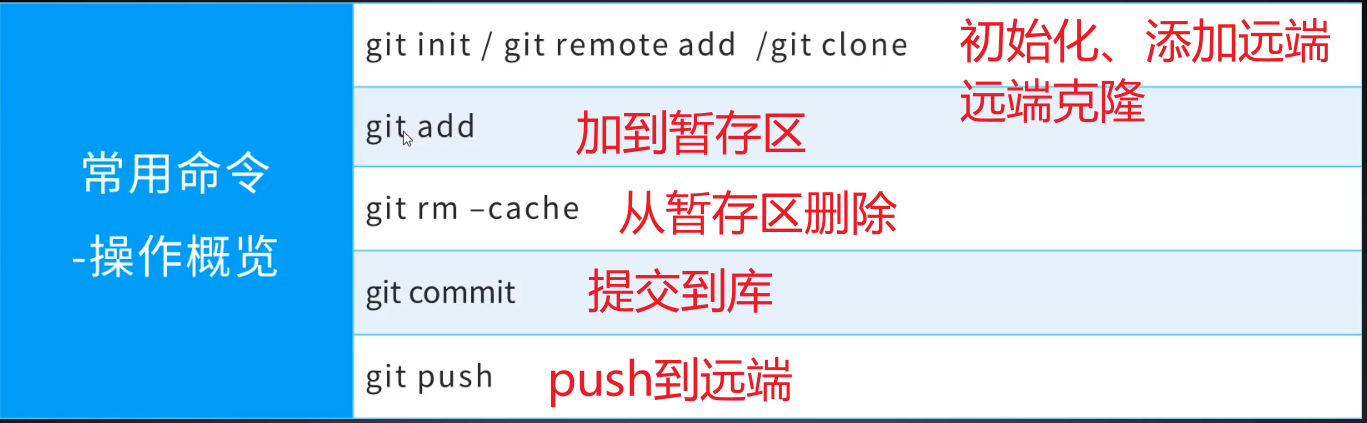 常用命令
-操作概览
git init / git remote add /git clone
初始化、添加远端
远端克隆
git add
加到暂存区
git rm –cache
从暂存区删除
git commit
提交到库
git push
push到远端